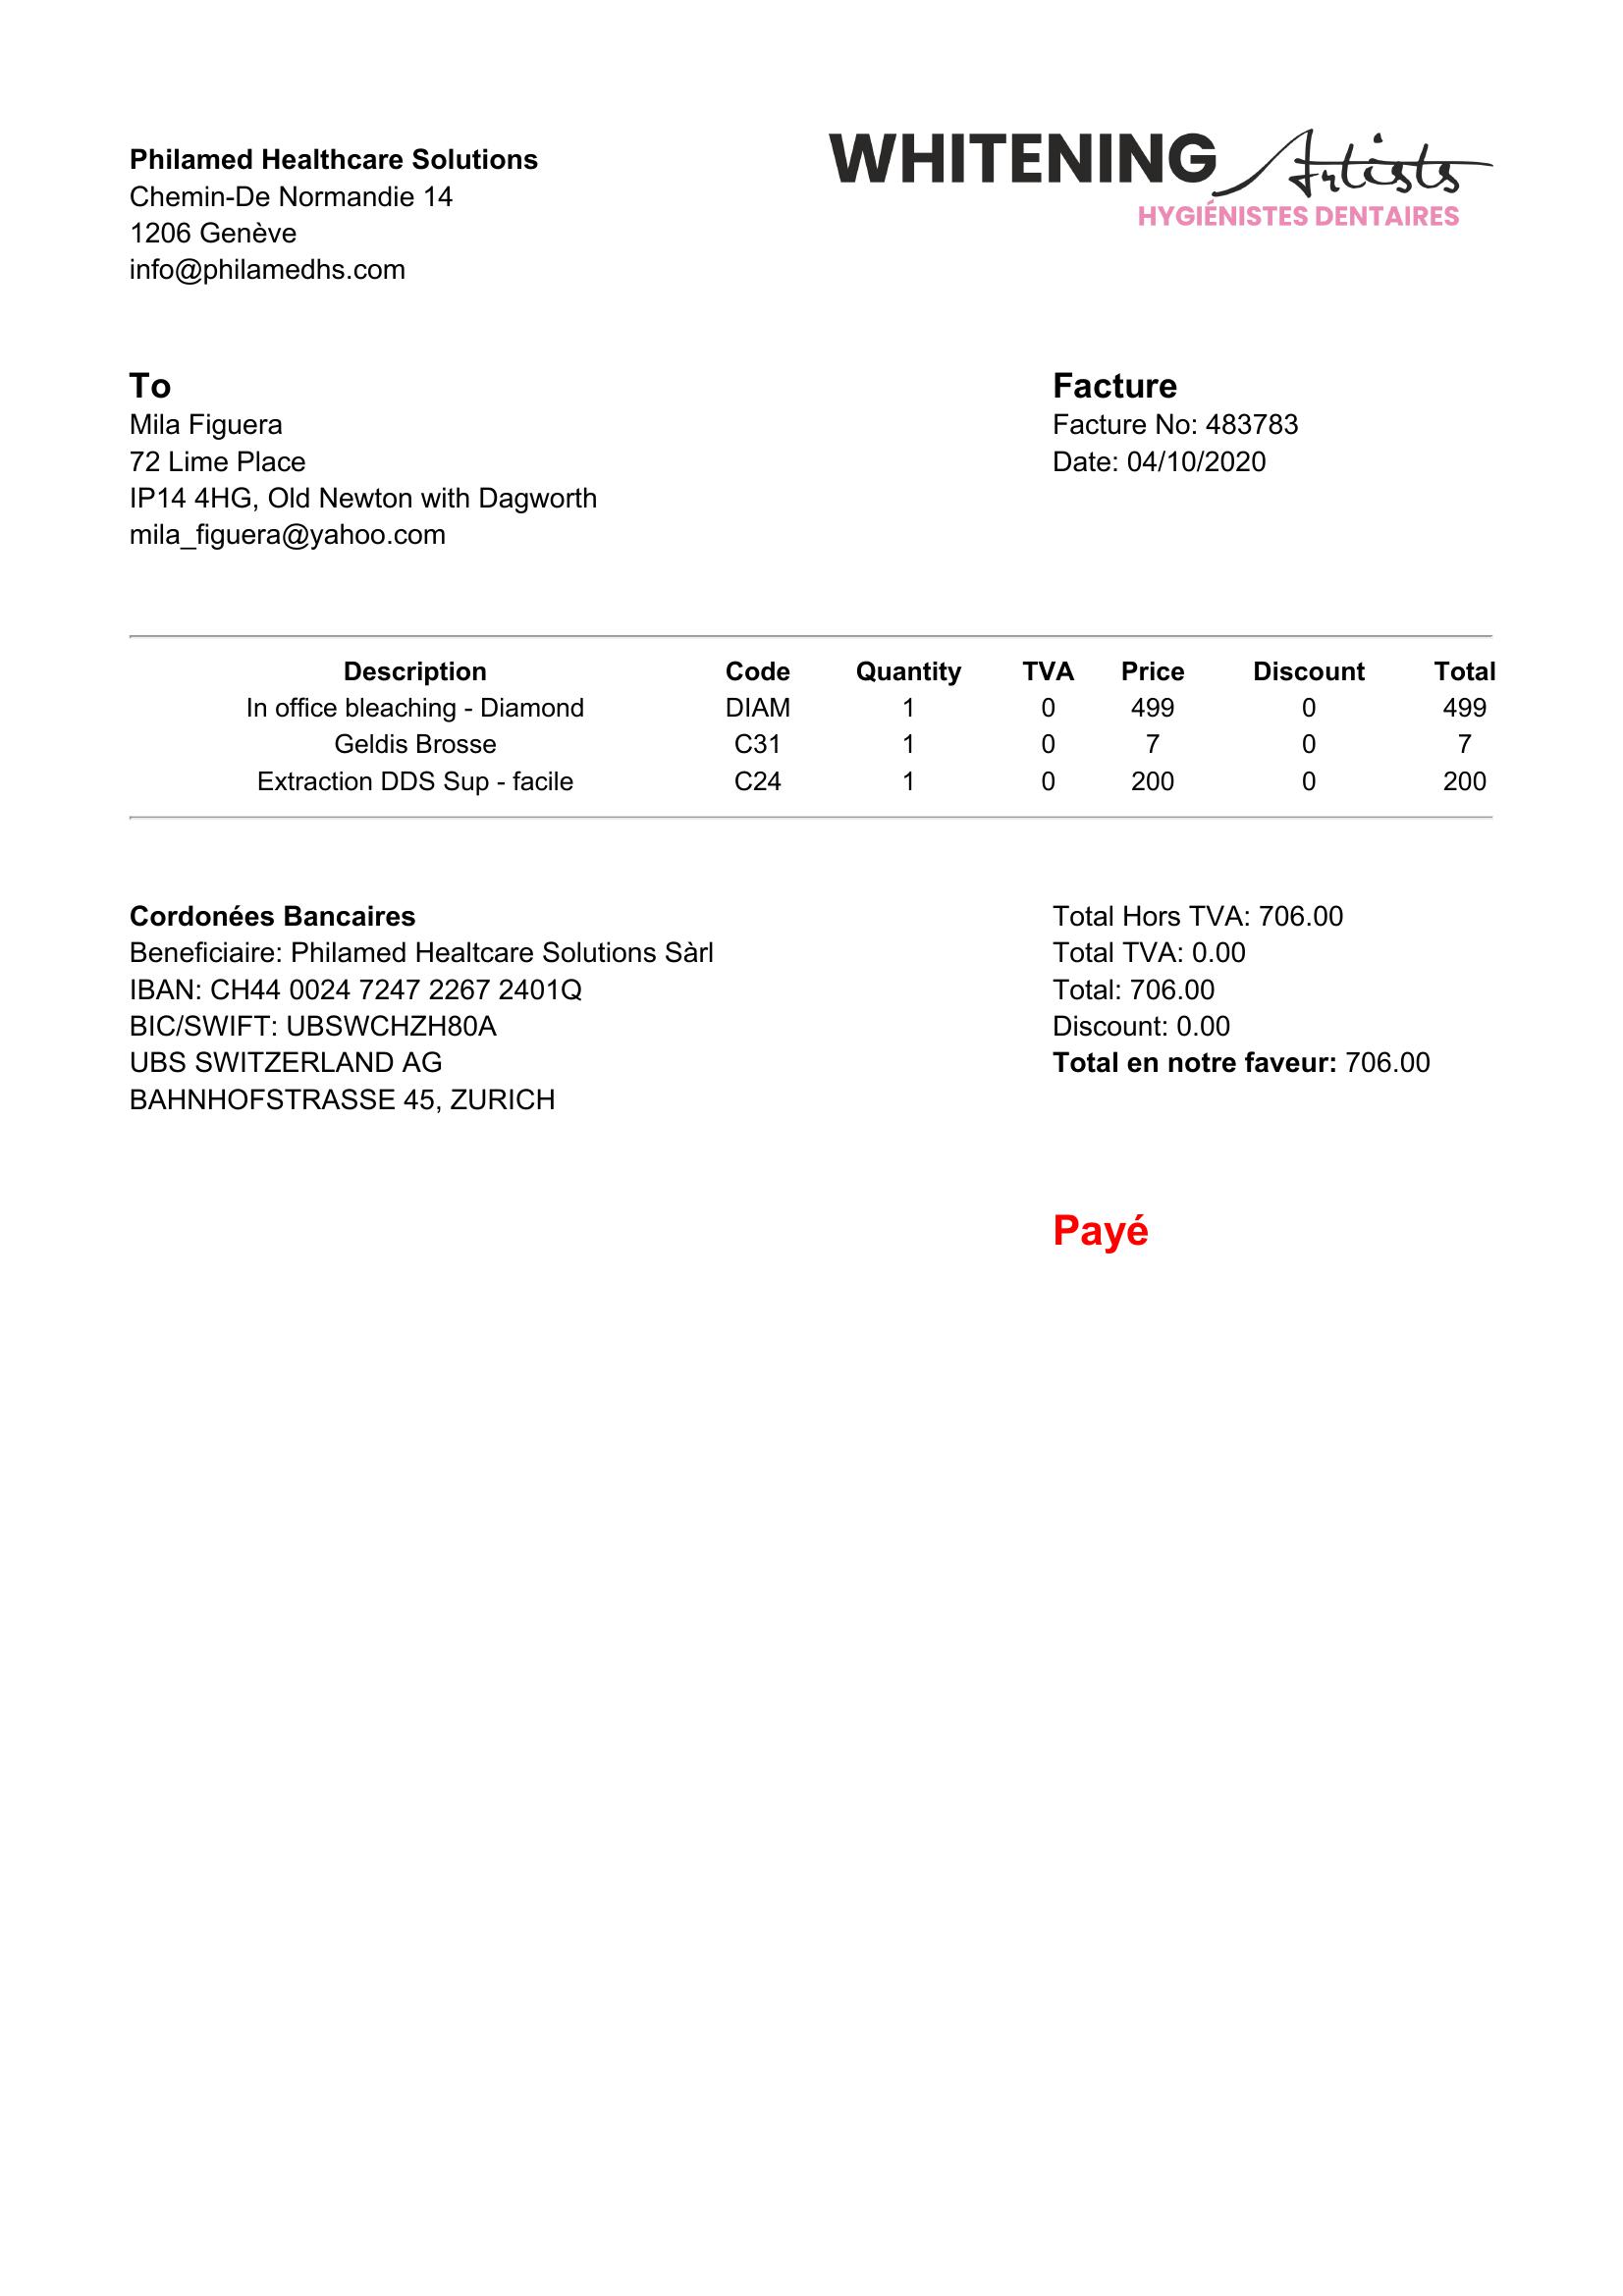 Philamed Healthcare Solutions
Chemin-De Normandie 14
1206 Genève
info@philamedhs.com
WHITENING Artists
HYGIÉNISTES DENTAIRES
To
Mila Figuera
72 Lime Place
IP14 4HG, Old Newton with Dagworth
mila_figuera@yahoo.com
Facture
Facture No: 483783
Date: 04/10/2020
Description Code Quantity TVA Price Discount Total
In office bleaching - Diamond DIAM 1 0 499 0 499
Geldis Brosse C31 1 0 7 0 7
Extraction DDS Sup - facile C24 1 0 200 0 200
Cordonées Bancaires
Beneficiaire: Philamed Healtcare Solutions Sàrl
IBAN: CH44 0024 7247 2267 2401Q
BIC/SWIFT: UBSWCHZH80A
UBS SWITZERLAND AG
BAHNHOFSTRASSE 45, ZURICH
Total Hors TVA: 706.00
Total TVA: 0.00
Total: 706.00
Discount: 0.00
Total en notre faveur: 706.00
Payé